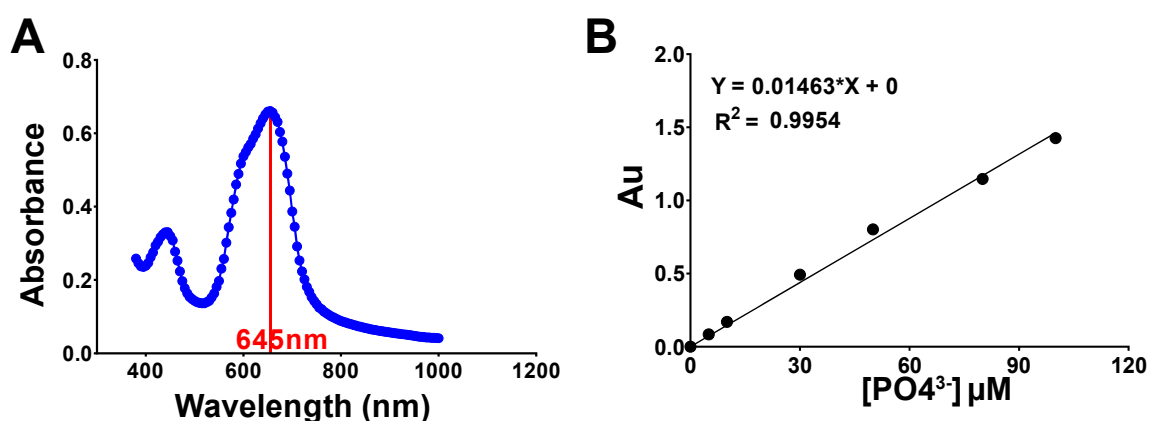 A
0.8
0.6
0.4
0.2
0.0
400
600
800
1000
1200
Absorbance
Wavelength (nm)
645nm
B
2.0
1.5
1.0
0.5
0.0
0
30
60
90
120
Au
[PO4³⁻] µM
Y = 0.01463*X + 0
R² = 0.9954